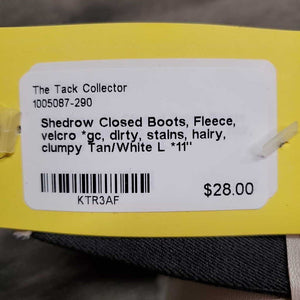 The Tack Collector
1005087-290
Shedrow Closed Boots, Fleece,
velcro *gc, dirty, stains, hairy,
clumpy Tan/White L *11"
$28.00
KTR3AF